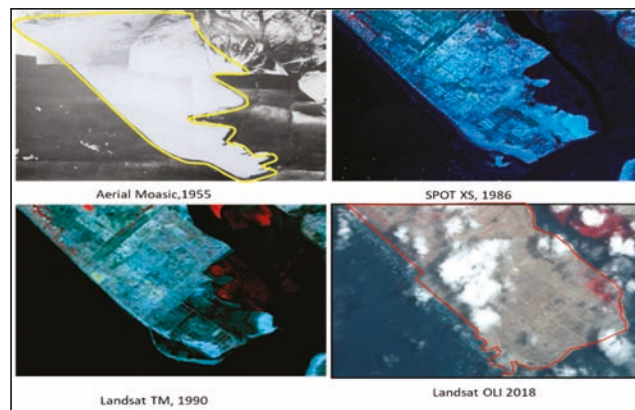 Aerial Moasic,1955
SPOT XS, 1986
Landsat TM, 1990
Landsat OLI 2018